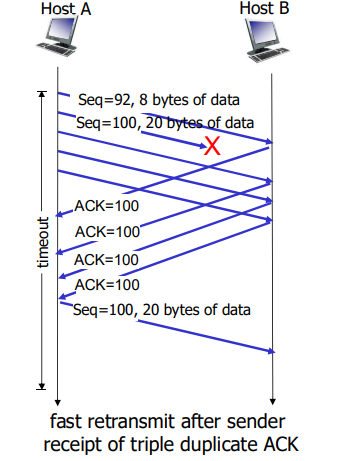 Host A
Host B
Seq=92, 8 bytes of data
Seq=100, 20 bytes of data
X
timeout
ACK=100
ACK=100
ACK=100
ACK=100
Seq=100, 20 bytes of data
fast retransmit after sender
receipt of triple duplicate ACK